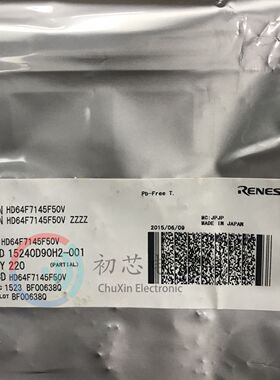 Pb-Free T.
RENES
N HD64F7145F50V
N HD64F7145F50V ZZZZ
MC:JPJP
MADE IN JAPAN
2015/06/09
HD64F7145F50V
D 15240D90H2-001
Y 220 (PARTIAL)
D HD64F7145F50V
1523 BF00638Q
LOT BF00638Q
初芯
ChuXin Electronic